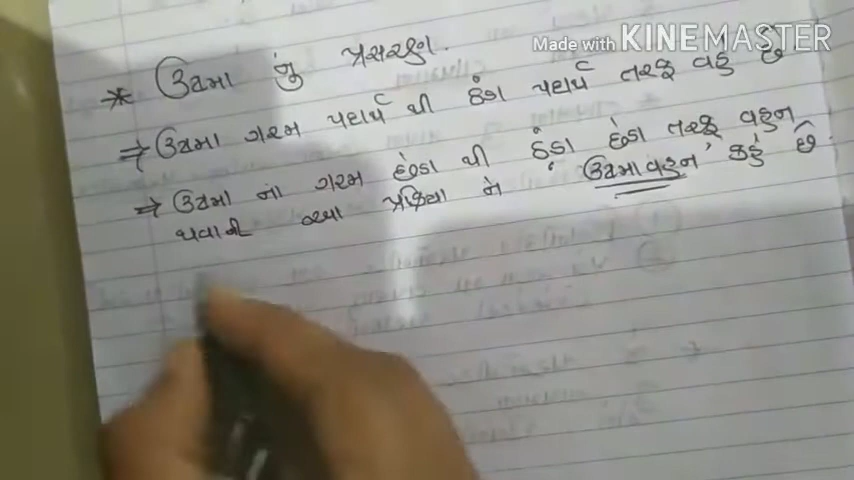 Made with KINEMASTER
* ઉષ્મા નું પ્રસરણ.
⇒ ઉષ્મા ગરમ પદાર્થ થી ઠંડા પદાર્થ તરફ વહે છે.
⇒ ઉષ્મા ના ગરમ છેડા થી ઠંડા છેડા તરફ વહન
થવાની આ પ્રક્રિયા ને ' ઉષ્માવહન ' કહે છે.